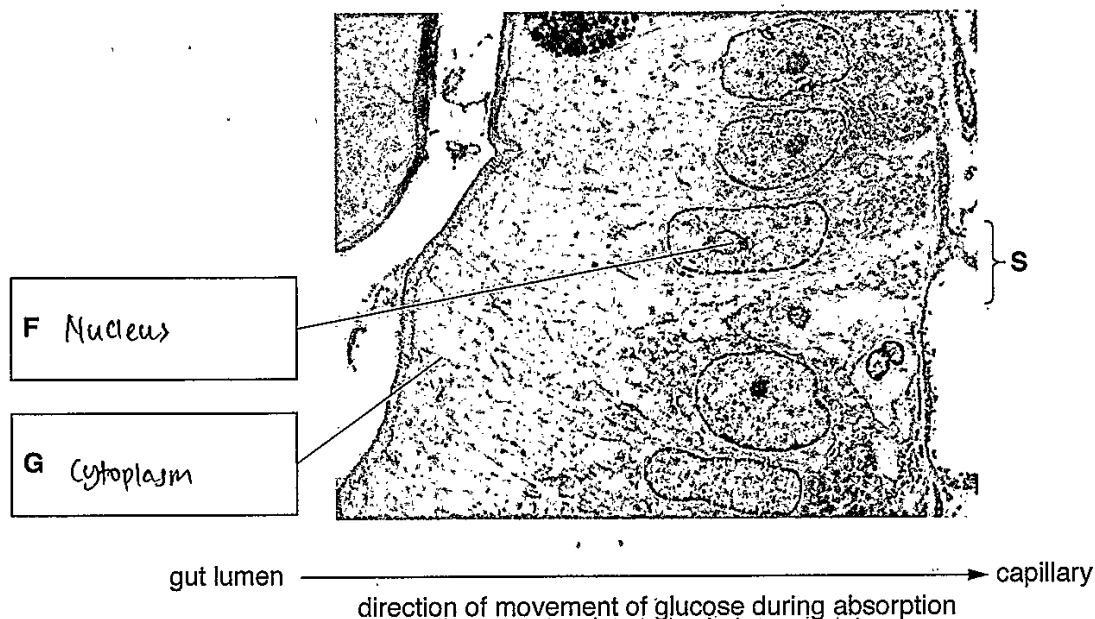 S
F Nucleus
G Cytoplasm
gut lumen
capillary
direction of movement of glucose during absorption